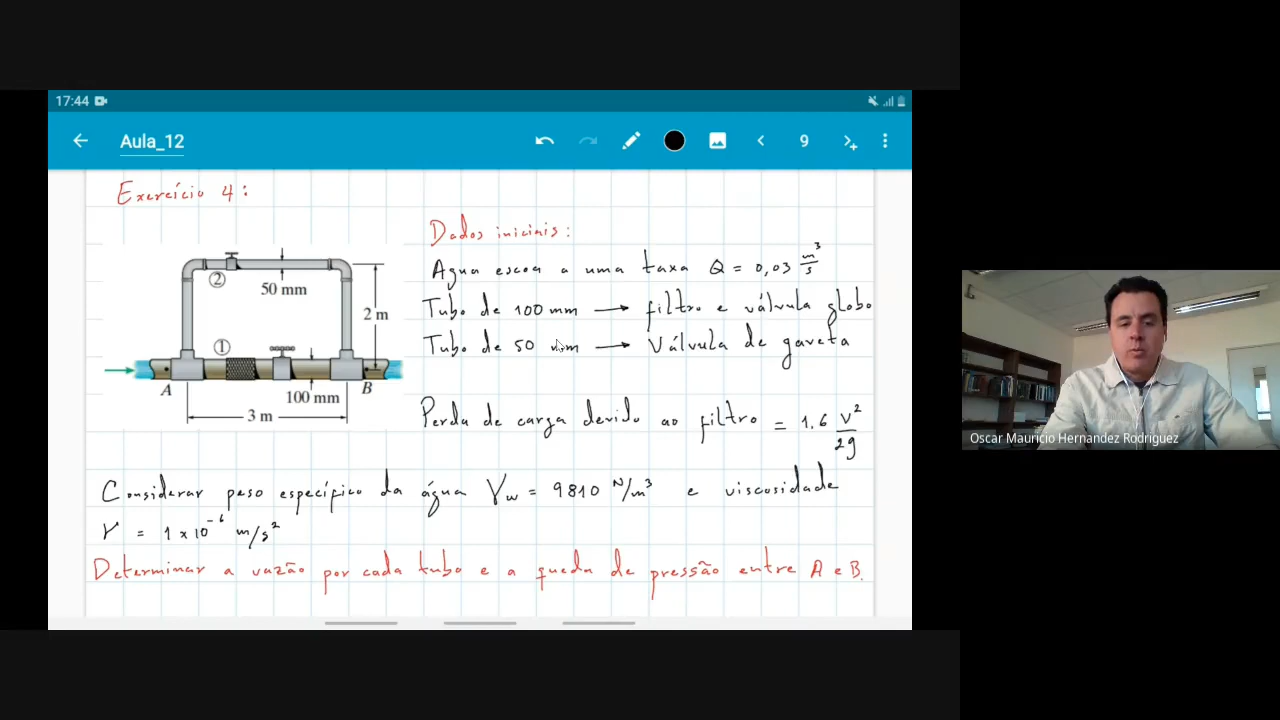 17:44
Aula_12
9
Exercício 4:
Dados iniciais:
Água escoa a uma taxa Q = 0,03 m³/s
Tubo de 100 mm → filtro e válvula globo
Tubo de 50 mm → Válvula de gaveta
2
50 mm
2 m
1
A
B
100 mm
3 m
Perda de carga devido ao filtro = 1.6 V²/2g
Considerar peso específico da água γw = 9810 N/m³ e viscosidade
γ = 1 x 10⁻⁶ m/s²
Determinar a vazão por cada tubo e a queda de pressão entre A e B.
Oscar Mauricio Hernandez Rodriguez